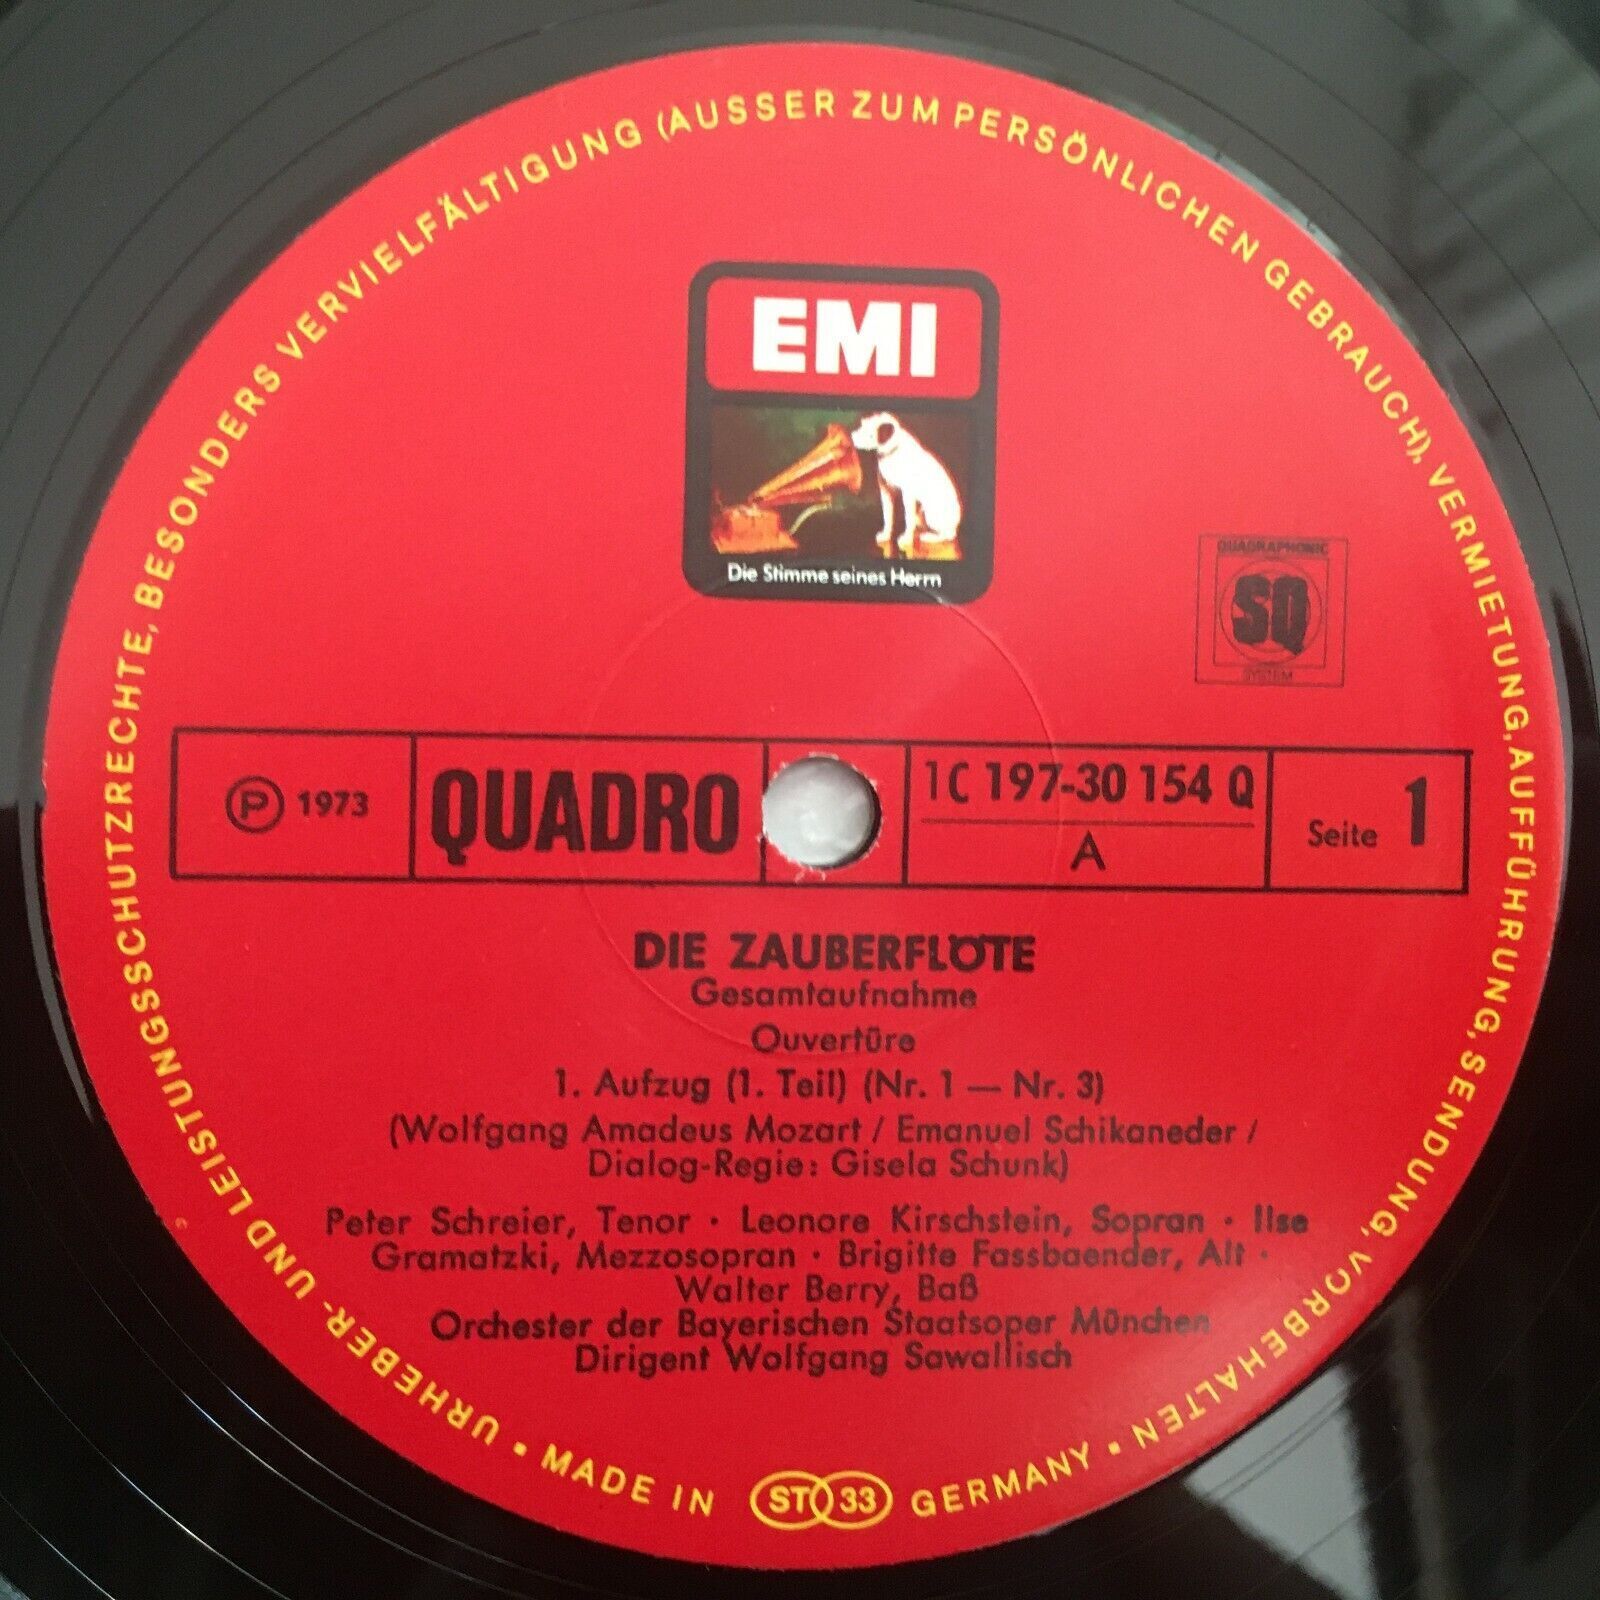 URHEBER- UND LEISTUNGSSCHUTZRECHTE, BESONDERS VERVIELFÄLTIGUNG (AUSSER ZUM PERSÖNLICHEN GEBRAUCH), VERMIETUNG, AUFFÜHRUNG, SENDUNG, VORBEHALTEN •
EMI
Die Stimme seines Herrn
QUADRAPHONIC
SQ
SYSTEM
Ⓟ 1973
QUADRO
1C 197-30 154 Q
A
Seite 1
DIE ZAUBERFLÖTE
Gesamtaufnahme
Ouvertüre
1. Aufzug (1. Teil) (Nr. 1 — Nr. 3)
(Wolfgang Amadeus Mozart / Emanuel Schikaneder /
Dialog-Regie: Gisela Schunk)
Peter Schreier, Tenor · Leonore Kirschstein, Sopran · Ilse
Gramatzki, Mezzosopran · Brigitte Fassbaender, Alt ·
Walter Berry, Baß
Orchester der Bayerischen Staatsoper München
Dirigent Wolfgang Sawallisch
• MADE IN ST 33 GERMANY